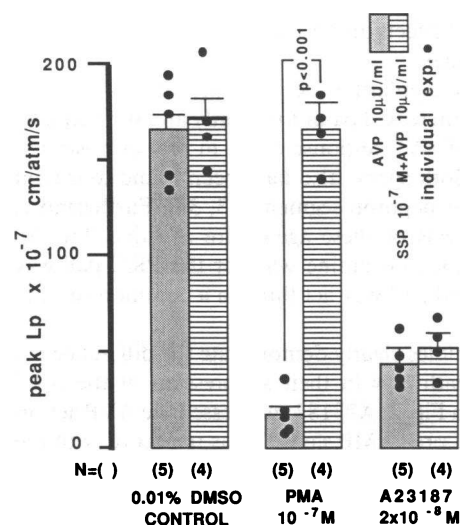 AVP 10μU/ml
SSP 10⁻⁷ M+AVP 10μU/ml
individual exp.
p<0.001
peak Lp x 10⁻⁷ cm/atm/s
200
100
0
N=( ) (5) (4) (5) (4) (5) (4)
0.01% DMSO CONTROL
PMA 10⁻⁷M
A23187 2x10⁻⁸M